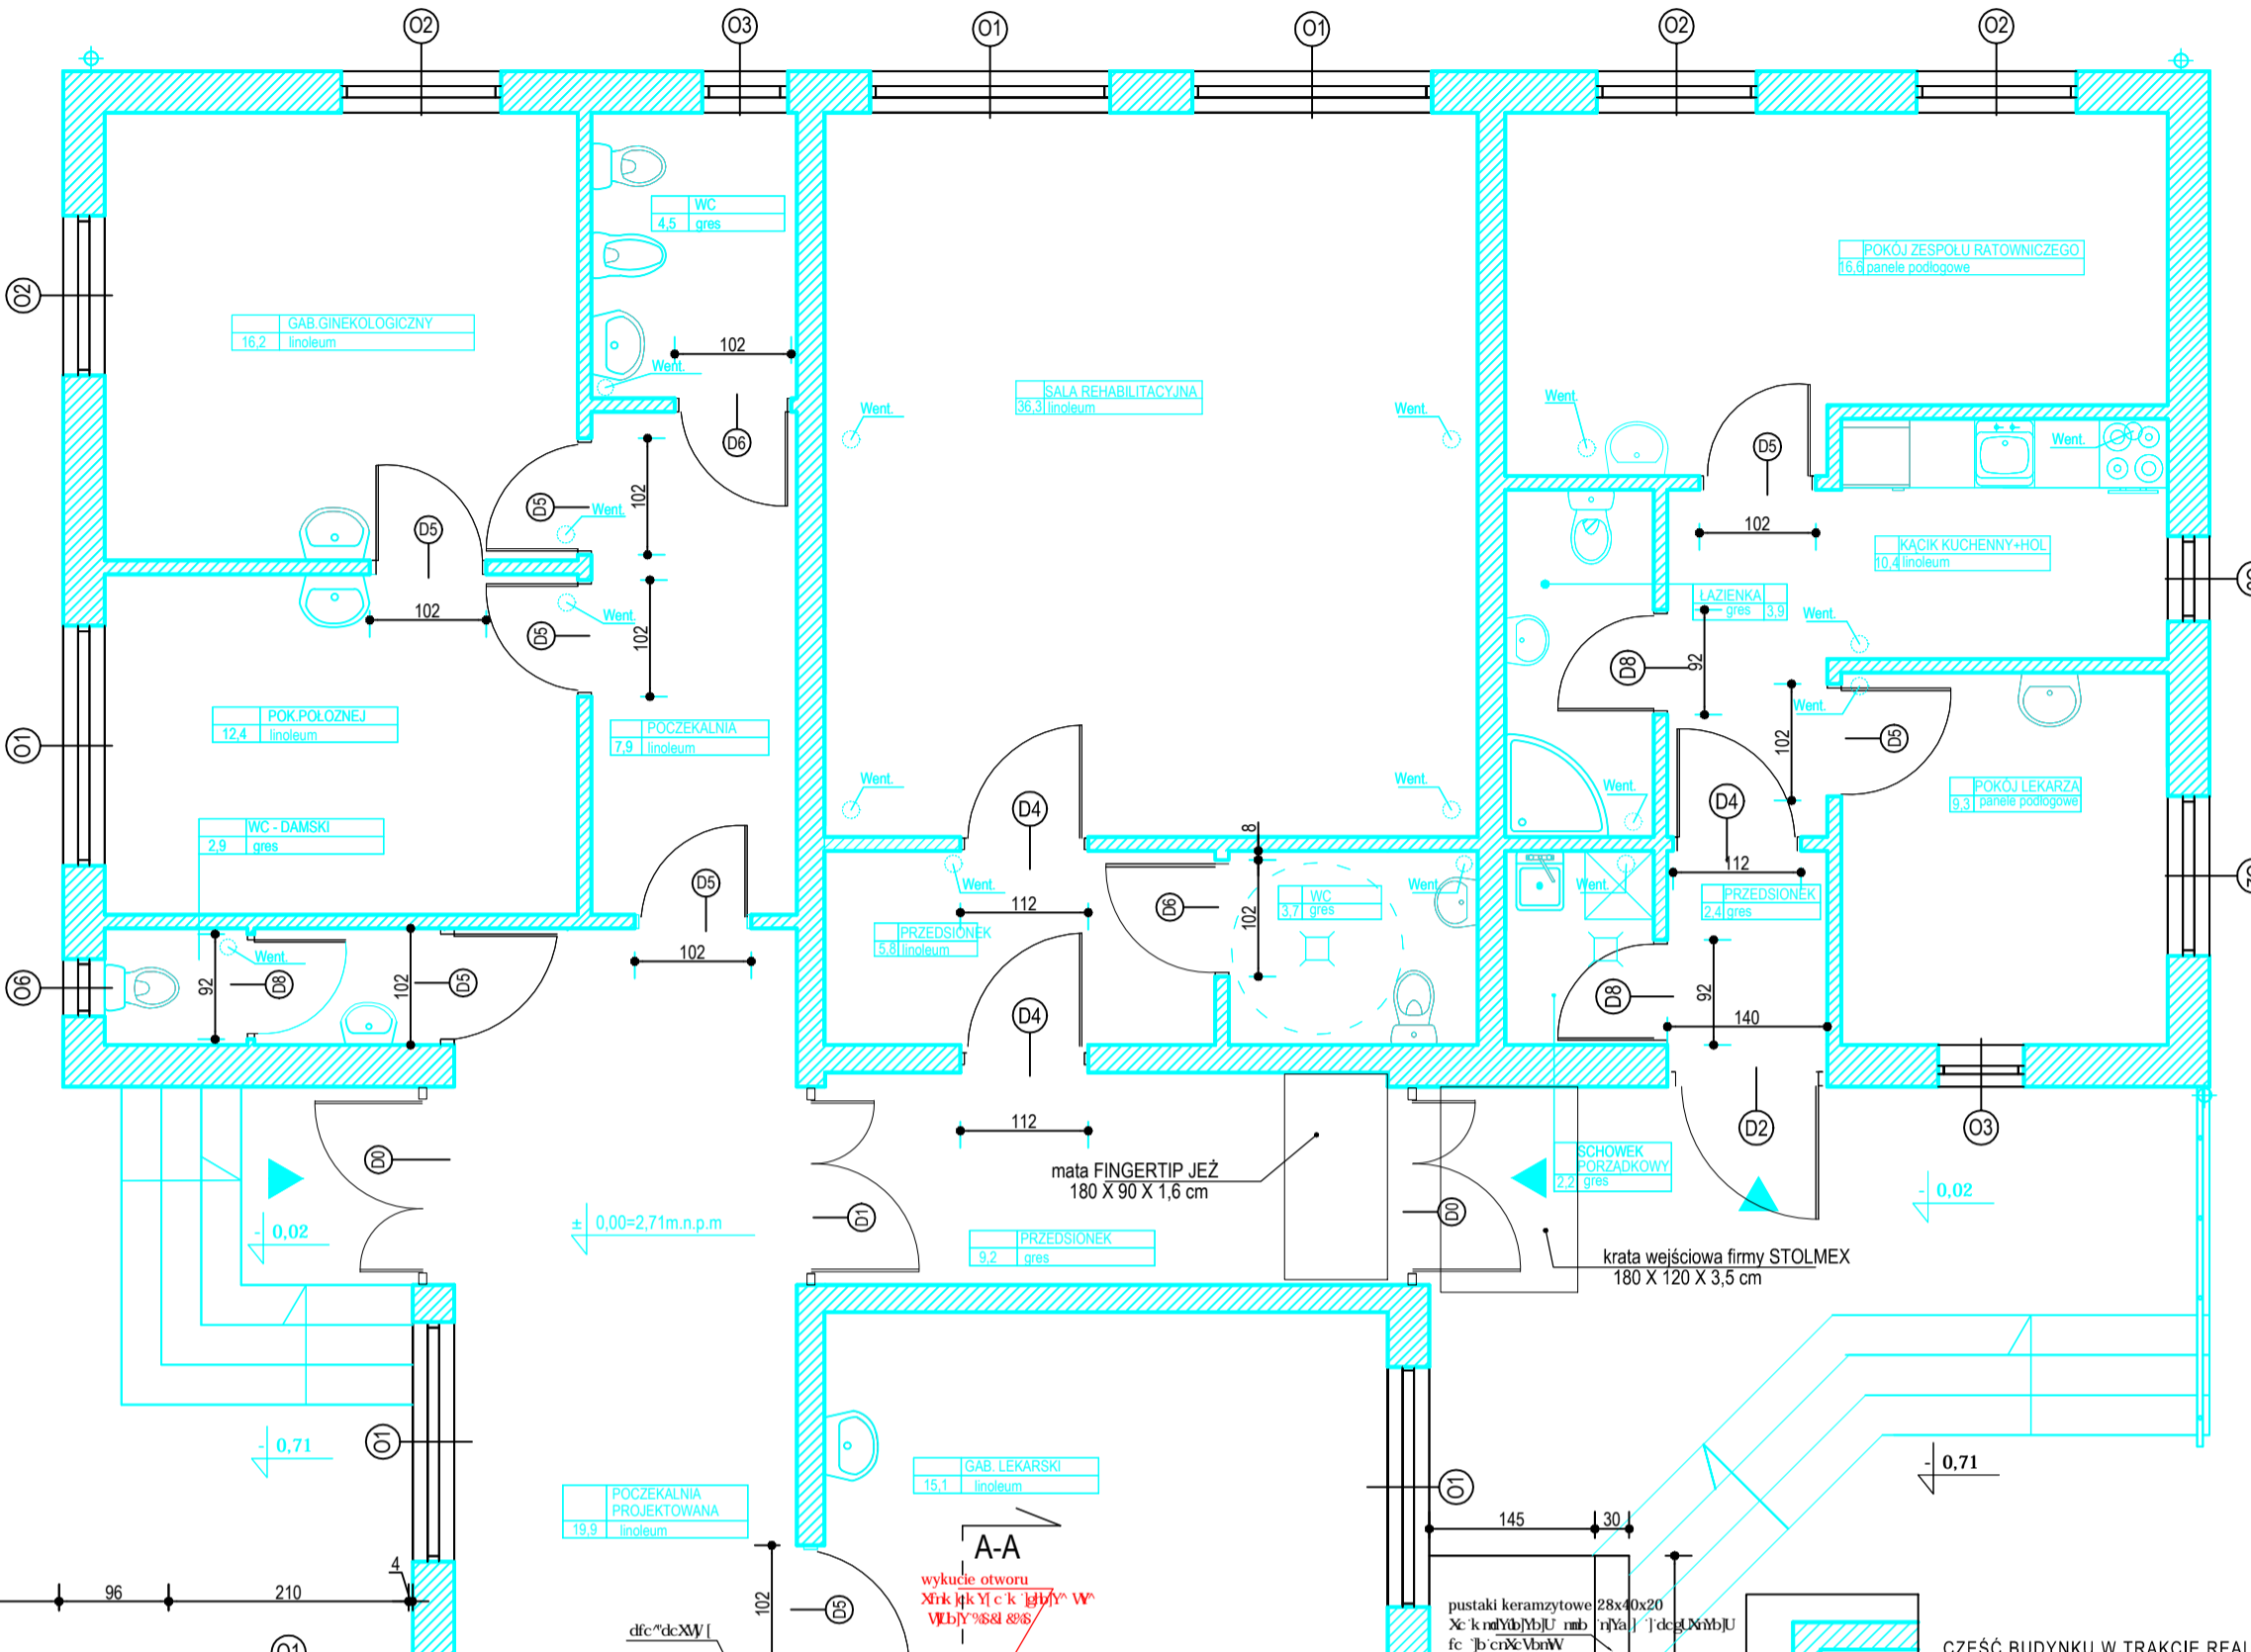 O2
O3
O1
O1
O2
O2
WC
4,5 gres
POKÓJ ZESPOŁU RATOWNICZEGO
16,6 panele podłogowe
O2
GAB.GINEKOLOGICZNY
16,2 linoleum
102
Went.
SALA REHABILITACYJNA
36,3 linoleum
Went.
Went.
Went.
D6
D5
Went.
D5
D5
102
Went.
102
102
KĄCIK KUCHENNY+HOL
10,4 linoleum
ŁAZIENKA
gres 3,9
102
D5
102
Went.
Went.
D8
92
POK.POŁOZNEJ
12,4 linoleum
POCZEKALNIA
7,9 linoleum
O1
Went.
102
D5
Went.
Went.
Went.
POKÓJ LEKARZA
9,3 panele podłogowe
D4
D4
WC - DAMSKI
2,9 gres
8
112
D5
Went.
Went.
Went.
WC
3,7 gres
PRZEDSIONEK
2,4 gres
112
D6
102
PRZEDSIONEK
5,8 linoleum
102
Went.
O6
92
D8
102
D5
D4
D8
92
140
112
D2
O3
D0
mata FINGERTIP JEŻ
180 X 90 X 1,6 cm
SCHOWEK
PORZĄDKOWY
2,2 gres
- 0,02
- 0,02
± 0,00=2,71m.n.p.m
D1
D0
PRZEDSIONEK
9,2 gres
krata wejściowa firmy STOLMEX
180 X 120 X 3,5 cm
- 0,71
O1
GAB. LEKARSKI
15,1 linoleum
- 0,71
O1
POCZEKALNIA
PROJEKTOWANA
19,9 linoleum
145
30
A-A
4
96
210
102
D5
wykucie otworu
pustaki keramzytowe 28x40x20
O1
CZĘŚĆ BUDYNKU W TRAKCIE REAL